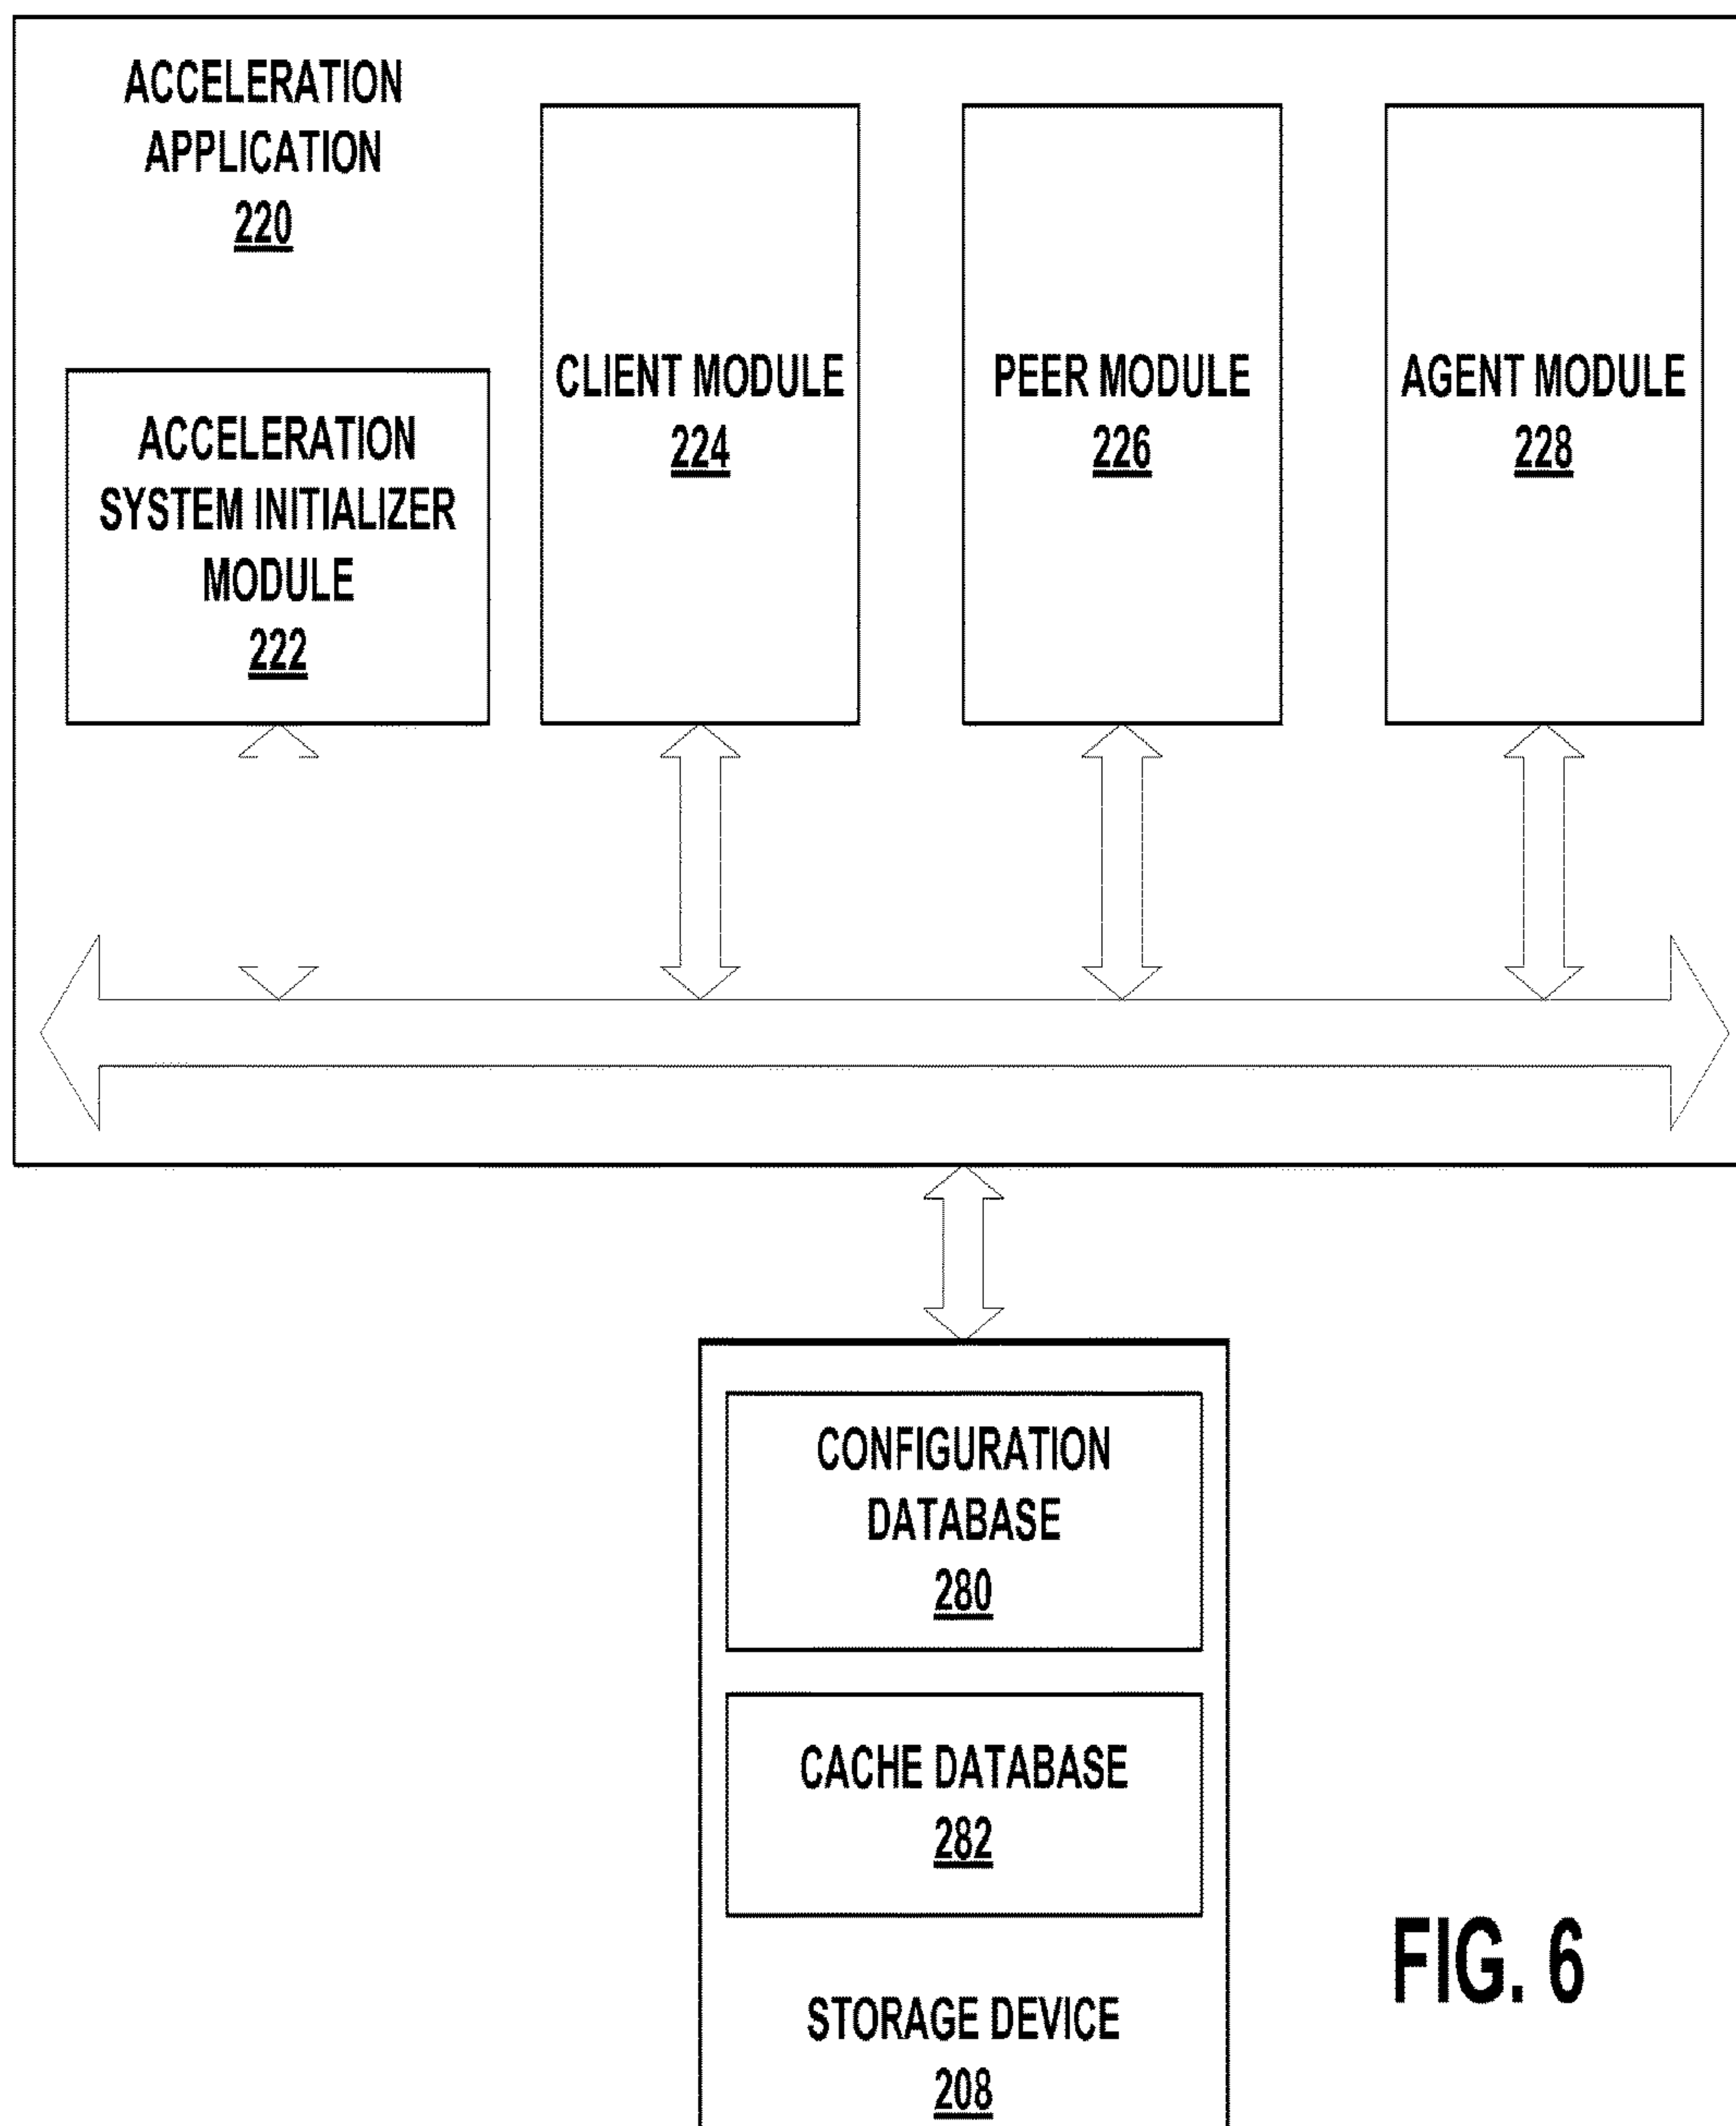 ACCELERATION
APPLICATION
220
CLIENT MODULE
224
PEER MODULE
226
AGENT MODULE
228
ACCELERATION
SYSTEM INITIALIZER
MODULE
222
CONFIGURATION
DATABASE
280
CACHE DATABASE
282
STORAGE DEVICE
208
FIG. 6